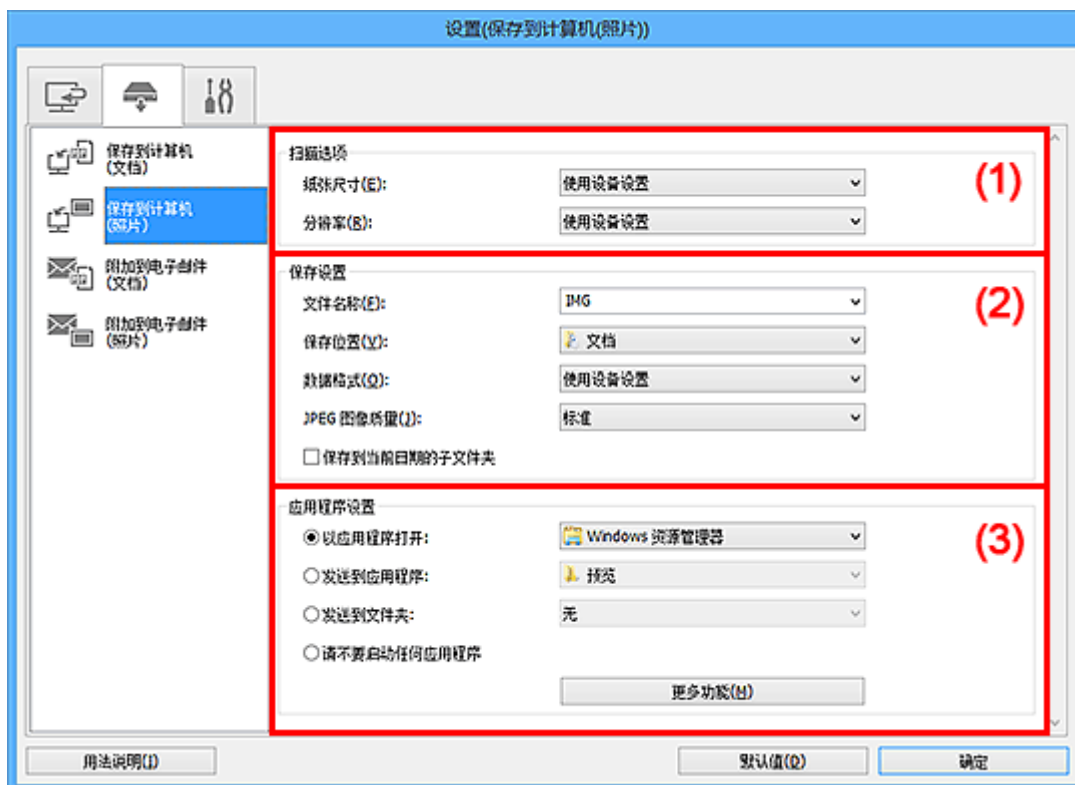 设置(保存到计算机(照片))
保存到计算机
(文档)
保存到计算机
(照片)
附加到电子邮件
(文档)
附加到电子邮件
(照片)
扫描选项
(1)
纸张尺寸(E): 使用设备设置
分辨率(R): 使用设备设置
保存设置
(2)
文件名称(F): IMG
保存位置(V): 文档
数据格式(O): 使用设备设置
JPEG 图像质量(J): 标准
保存到当前日期的子文件夹
应用程序设置
(3)
以应用程序打开: Windows 资源管理器
发送到应用程序: 预览
发送到文件夹: 无
请不要启动任何应用程序
更多功能(M)
用法说明(I) 默认值(D) 确定